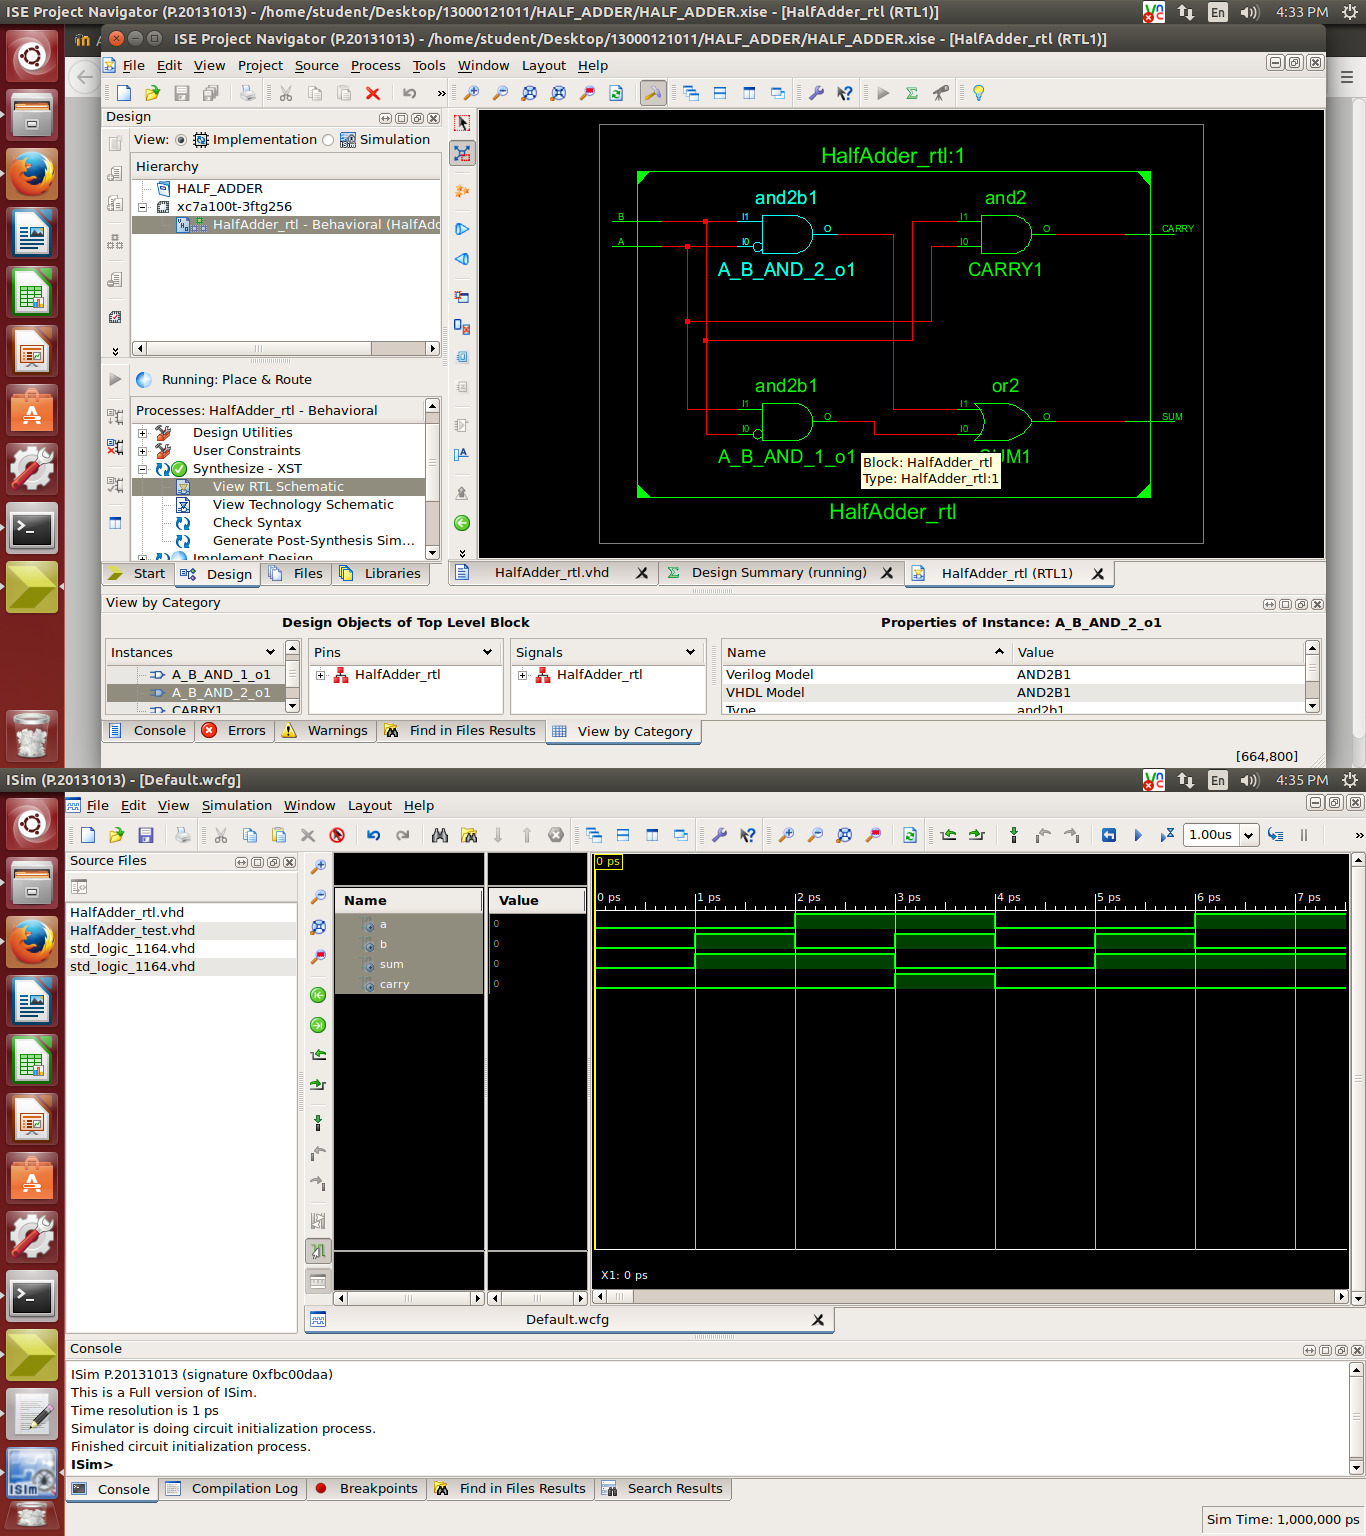 ISE Project Navigator (P.20131013) - /home/student/Desktop/13000121011/HALF_ADDER/HALF_ADDER.xise - [HalfAdder_rtl (RTL1)]
En
4:33 PM
ISE Project Navigator (P.20131013) - /home/student/Desktop/13000121011/HALF_ADDER/HALF_ADDER.xise - [HalfAdder_rtl (RTL1)]
File Edit View Project Source Process Tools Window Layout Help
Design
View: Implementation Simulation
Hierarchy
HALF_ADDER
xc7a100t-3ftg256
HalfAdder_rtl - Behavioral (HalfAdd
Running: Place & Route
Processes: HalfAdder_rtl - Behavioral
Design Utilities
User Constraints
Synthesize - XST
View RTL Schematic
View Technology Schematic
Check Syntax
Generate Post-Synthesis Sim...
Implement Design
Start Design Files Libraries
HalfAdder_rtl:1
and2b1 and2
B I1 O I1 O CARRY
A I0 I0
A_B_AND_2_o1 CARRY1
and2b1 or2
I1 O I1 O SUM
I0 I0
A_B_AND_1_o1 UM1
Block: HalfAdder_rtl
Type: HalfAdder_rtl:1
HalfAdder_rtl
HalfAdder_rtl.vhd Design Summary (running) HalfAdder_rtl (RTL1)
View by Category
Design Objects of Top Level Block Properties of Instance: A_B_AND_2_o1
Instances Pins Signals Name Value
A_B_AND_1_o1 HalfAdder_rtl HalfAdder_rtl Verilog Model AND2B1
A_B_AND_2_o1 VHDL Model AND2B1
CARRY1 Type and2b1
Console Errors Warnings Find in Files Results View by Category
[664,800]
ISim (P.20131013) - [Default.wcfg]
En
4:35 PM
File Edit View Simulation Window Layout Help
1.00us
Source Files
HalfAdder_rtl.vhd
HalfAdder_test.vhd
std_logic_1164.vhd
std_logic_1164.vhd
Name Value
a 0
b 0
sum 0
carry 0
0 ps
0 ps 1 ps 2 ps 3 ps 4 ps 5 ps 6 ps 7 ps
X1: 0 ps
Default.wcfg
Console
ISim P.20131013 (signature 0xfbc00daa)
This is a Full version of ISim.
Time resolution is 1 ps
Simulator is doing circuit initialization process.
Finished circuit initialization process.
ISim>
Console Compilation Log Breakpoints Find in Files Results Search Results
ISim
Sim Time: 1,000,000 ps